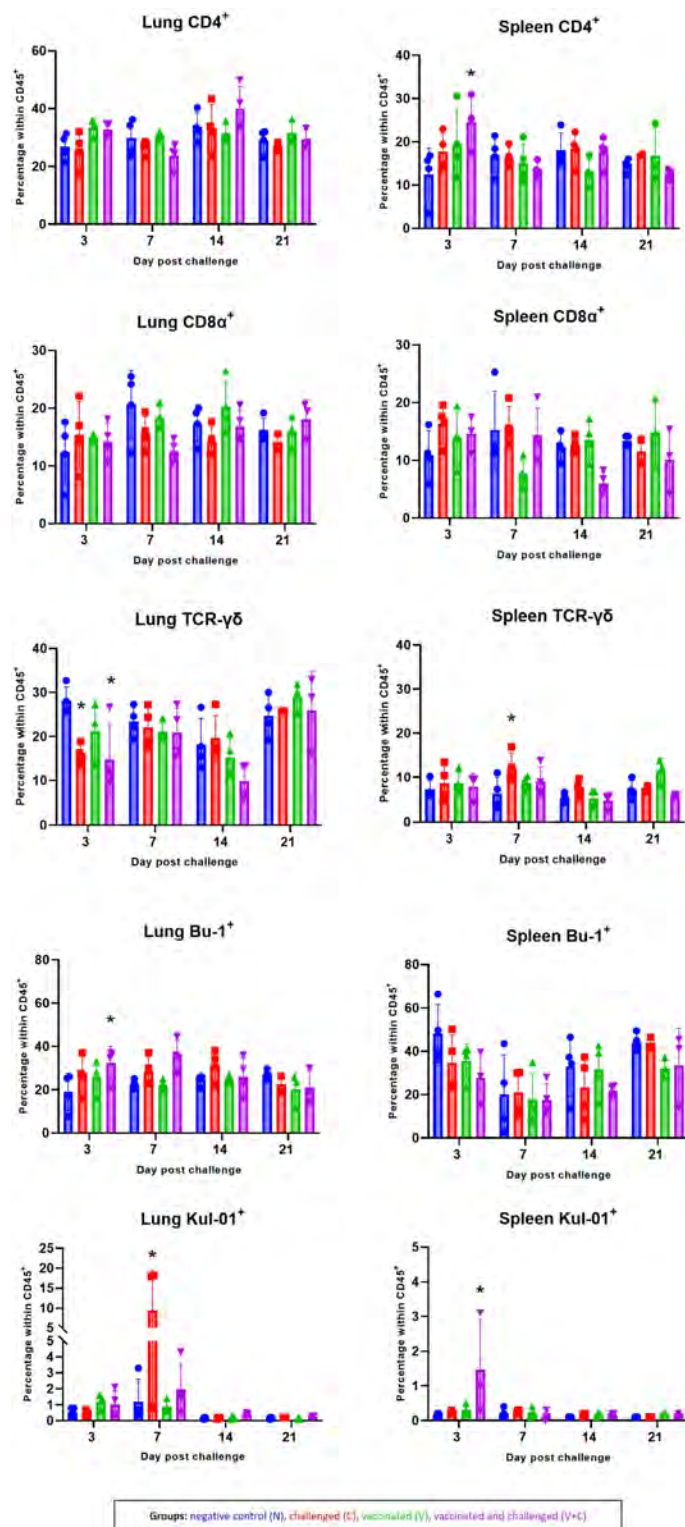 Lung CD4+
Percentage within CD45+
60
40
20
0
3 7 14 21
Day post challenge
Spleen CD4+
Percentage within CD45+
40
30
20
10
0
*
3 7 14 21
Day post challenge
Lung CD8α+
Percentage within CD45+
30
20
10
0
3 7 14 21
Day post challenge
Spleen CD8α+
Percentage within CD45+
30
20
10
0
3 7 14 21
Day post challenge
Lung TCR-γδ
Percentage within CD45+
40
30
20
10
0
* *
3 7 14 21
Day post challenge
Spleen TCR-γδ
Percentage within CD45+
40
30
20
10
0
*
3 7 14 21
Day post challenge
Lung Bu-1+
Percentage within CD45+
80
60
40
20
0
*
3 7 14 21
Day post challenge
Spleen Bu-1+
Percentage within CD45+
80
60
40
20
0
3 7 14 21
Day post challenge
Lung Kul-01+
Percentage within CD45+
25
20
15
10
5
5
4
3
2
1
0
*
3 7 14 21
Day post challenge
Spleen Kul-01+
Percentage within CD45+
5
4
3
2
1
0
*
3 7 14 21
Day post challenge
Groups: negative control (N), challenged (C), vaccinated (V), vaccinated and challenged (V+C)